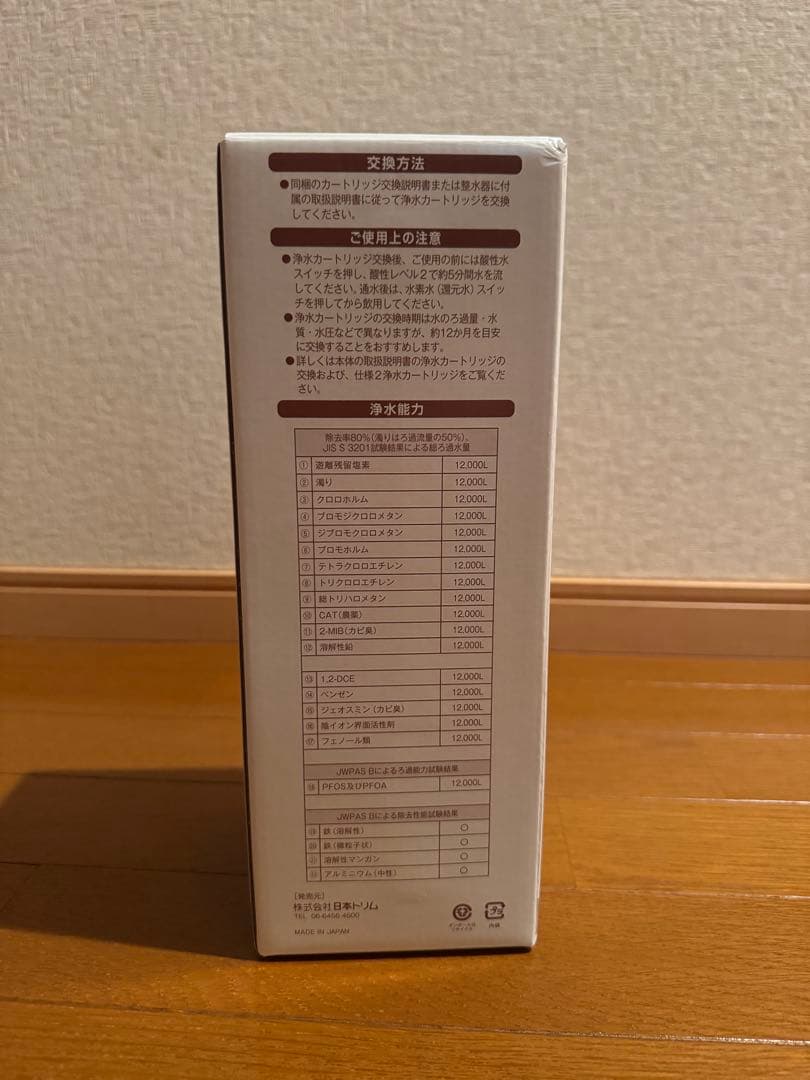 交換方法
●同梱のカートリッジ交換説明書または整水器に付
属の取扱説明書に従って浄水カートリッジを交換
してください。
ご使用上の注意
●浄水カートリッジ交換後、ご使用の前には酸性水
スイッチを押し、酸性レベル2で約5分間水を流
してください。通水後は、水素水(還元水)スイッ
チを押してから飲用してください。
●浄水カートリッジの交換時期は水のろ過量・水
質・水圧などで異なりますが、約12か月を目安
に交換することをおすすめします。
●詳しくは本体の取扱説明書の浄水カートリッジの
交換および、仕様2浄水カートリッジをご覧くだ
さい。
浄水能力
除去率80%(濁りはろ過流量の50%)、
JIS S 3201試験結果による総ろ過水量
① 遊離残留塩素 12,000L
② 濁り 12,000L
③ クロロホルム 12,000L
④ ブロモジクロロメタン 12,000L
⑤ ジブロモクロロメタン 12,000L
⑥ ブロモホルム 12,000L
⑦ テトラクロロエチレン 12,000L
⑧ トリクロロエチレン 12,000L
⑨ 総トリハロメタン 12,000L
⑩ CAT(農薬) 12,000L
⑪ 2-MIB(カビ臭) 12,000L
⑫ 溶解性鉛 12,000L
⑬ 1,2-DCE 12,000L
⑭ ベンゼン 12,000L
⑮ ジェオスミン(カビ臭) 12,000L
⑯ 陰イオン界面活性剤 12,000L
⑰ フェノール類 12,000L
JWPAS Bによるろ過能力試験結果
⑱ PFOS及びPFOA 12,000L
JWPAS Bによる除去性能試験結果
⑲ 鉄(溶解性) ○
⑳ 鉄(微粒子状) ○
㉑ 溶解性マンガン ○
㉒ アルミニウム(中性) ○
[発売元]
株式会社日本トリム
TEL 06-6456-4600
MADE IN JAPAN
プラ
内袋